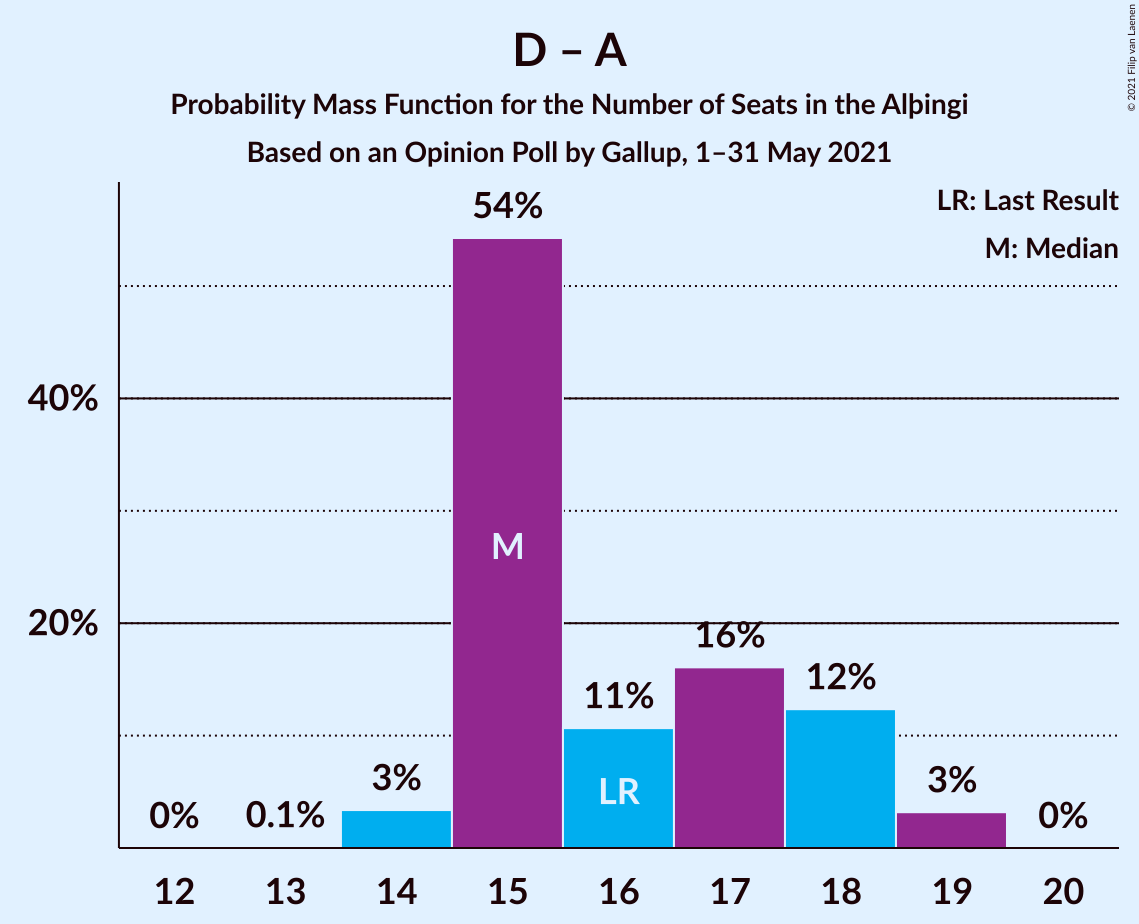 D – A
Probability Mass Function for the Number of Seats in the Alþingi
Based on an Opinion Poll by Gallup, 1–31 May 2021
© 2021 Filip van Laenen
LR: Last Result
M: Median
54%
40%
M
20%
16%
12%
11%
LR
3%
3%
0%
0.1%
0%
12 13 14 15 16 17 18 19 20